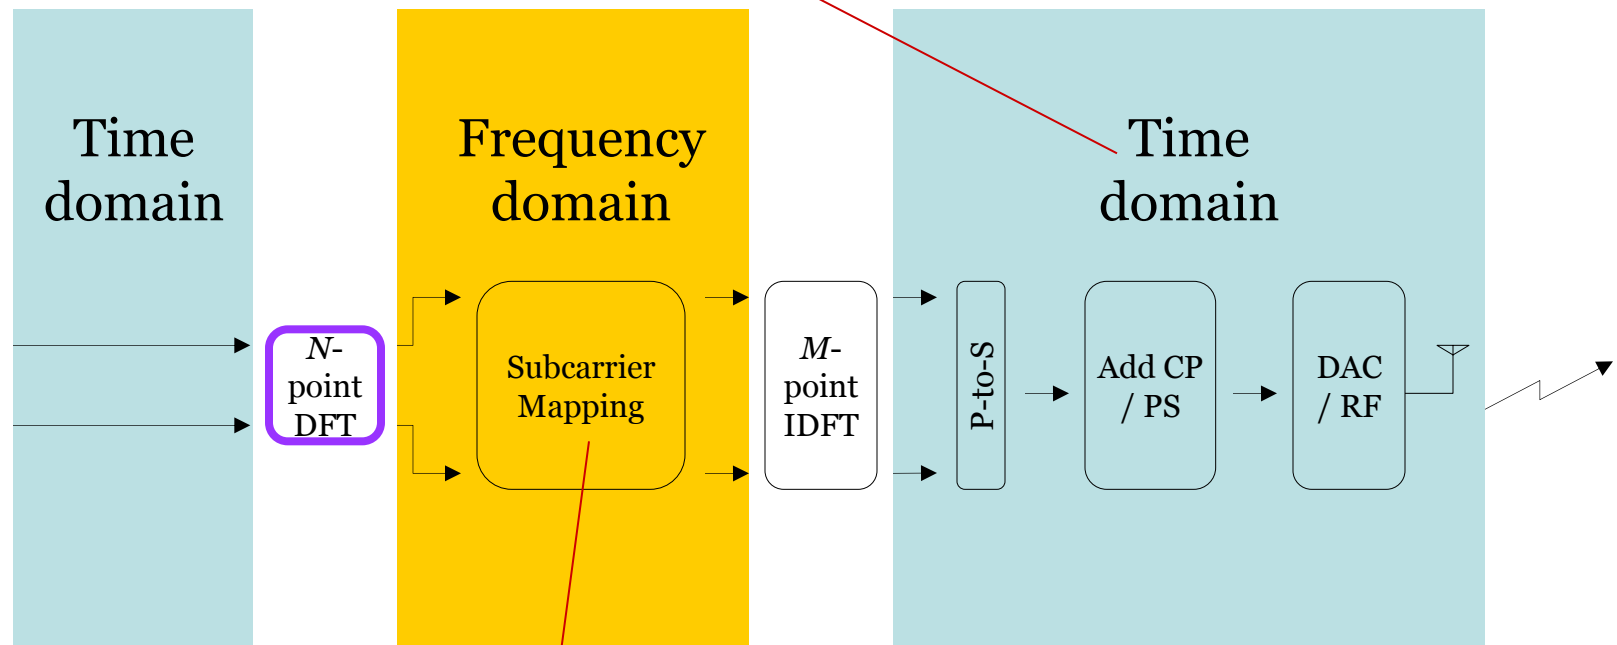 Time
domain
Frequency
domain
Time
domain
N-
point
DFT
Subcarrier
Mapping
M-
point
IDFT
P-to-S
Add CP
/ PS
DAC
/ RF